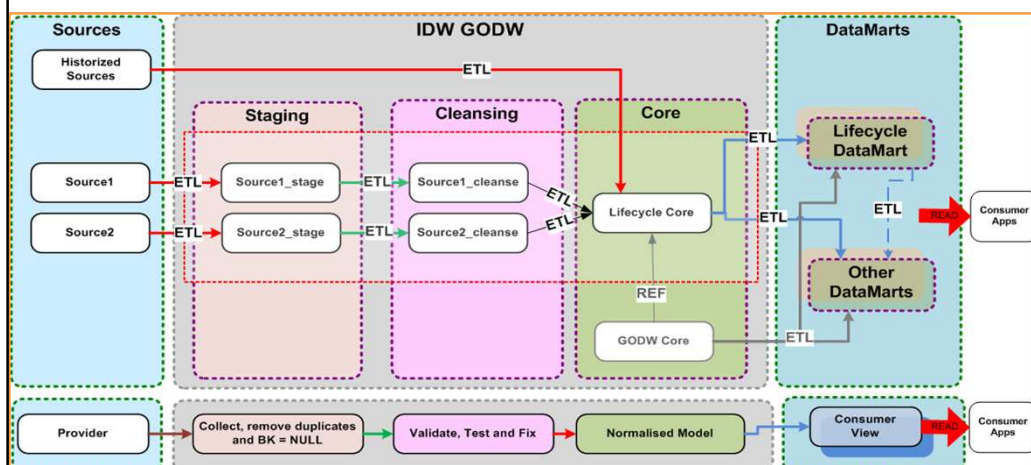 Sources
IDW GODW
DataMarts
Historized
Sources
ETL
Staging
Cleansing
Core
Lifecycle
DataMart
ETL
Source1
ETL
Source1_stage
ETL
Source1_cleanse
ETL
Lifecycle Core
ETL
ETL
READ
Consumer
Apps
Source2
ETL
Source2_stage
ETL
Source2_cleanse
ETL
Other
DataMarts
REF
GODW Core
ETL
Provider
Collect, remove duplicates
and BK = NULL
Validate, Test and Fix
Normalised Model
Consumer
View
READ
Consumer
Apps